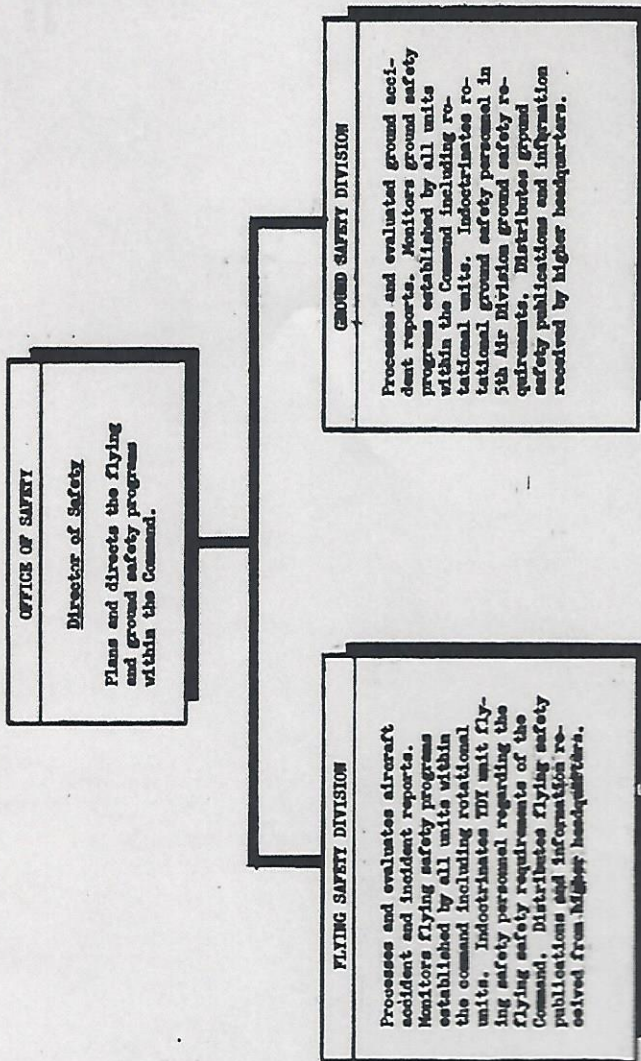 OFFICE OF SAFETY
Director of Safety
Plans and directs the flying
and ground safety programs
within the Command.
FLYING SAFETY DIVISION
Processes and evaluates aircraft
accident and incident reports.
Monitors flying safety programs
established by all units within
the command including rotational
units. Indoctrinates TDY unit fly-
ing safety personnel regarding the
flying safety requirements of the
Command. Distributes flying safety
publications and information re-
ceived from higher headquarters.
GROUND SAFETY DIVISION
Processes and evaluated ground acci-
dent reports. Monitors ground safety
programs established by all units
within the Command including ro-
tational units. Indoctrinates ro-
tational ground safety personnel in
5th Air Division ground safety re-
quirements. Distributes ground
safety publications and information
received by higher headquarters.